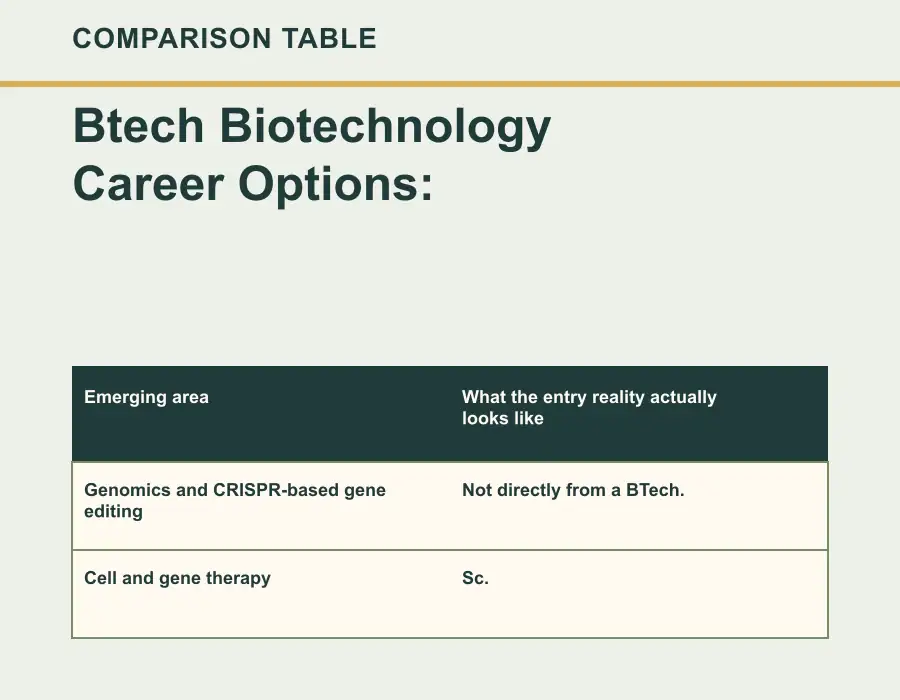 COMPARISON TABLE
Btech Biotechnology
Career Options:
Emerging area
What the entry reality actually
looks like
Genomics and CRISPR-based gene
editing
Not directly from a BTech.
Cell and gene therapy
Sc.